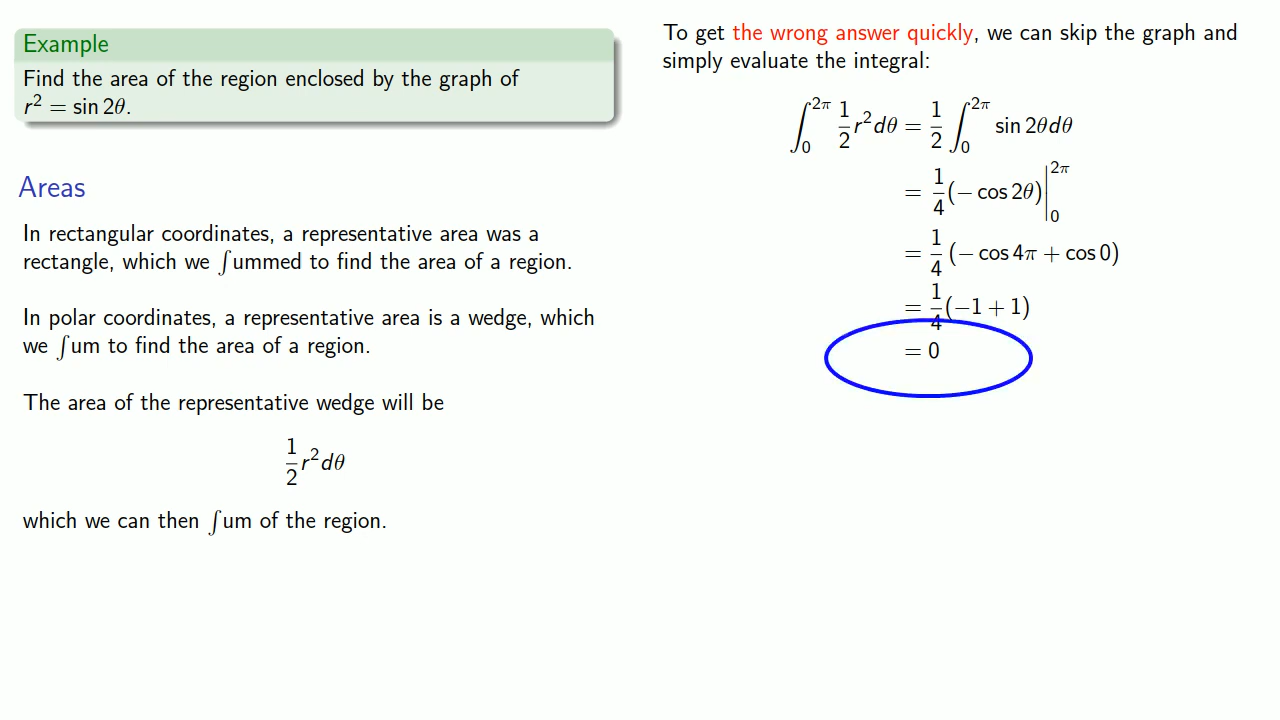 Example
Find the area of the region enclosed by the graph of
r² = sin 2θ.
Areas
In rectangular coordinates, a representative area was a
rectangle, which we ∫ummed to find the area of a region.
In polar coordinates, a representative area is a wedge, which
we ∫um to find the area of a region.
The area of the representative wedge will be
1/2 r² dθ
which we can then ∫um of the region.
To get the wrong answer quickly, we can skip the graph and
simply evaluate the integral:
∫₀^{2π} 1/2 r² dθ = 1/2 ∫₀^{2π} sin 2θdθ
= 1/4 (− cos 2θ)|₀^{2π}
= 1/4 (− cos 4π + cos 0)
= 1/4 (−1 + 1)
= 0